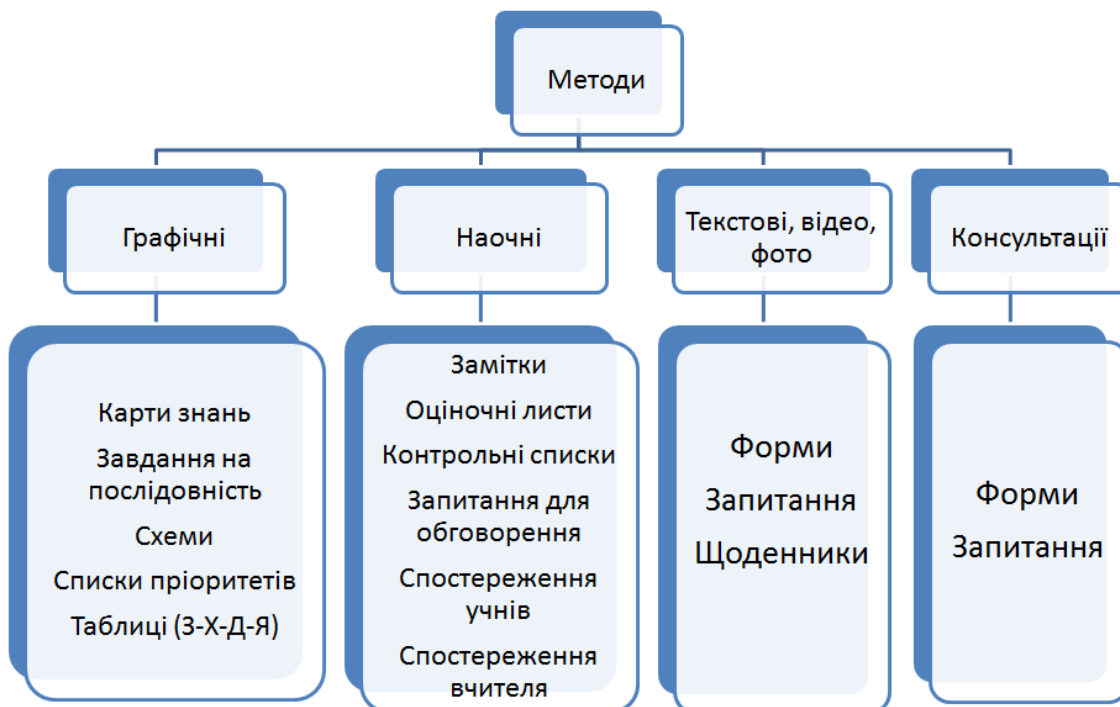 Методи
Графічні
Наочні
Текстові, відео,
фото
Консультації
Карти знань
Завдання на
послідовність
Схеми
Списки пріоритетів
Таблиці (З-Х-Д-Я)
Замітки
Оціночні листи
Контрольні списки
Запитання для
обговорення
Спостереження
учнів
Спостереження
вчителя
Форми
Запитання
Щоденники
Форми
Запитання